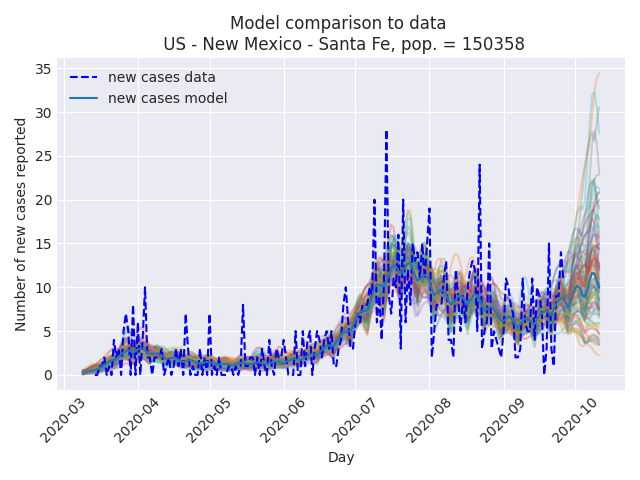 Model comparison to data
US - New Mexico - Santa Fe, pop. = 150358
new cases data
new cases model
Number of new cases reported
35
30
25
20
15
10
5
0
2020-03
2020-04
2020-05
2020-06
2020-07
2020-08
2020-09
2020-10
Day